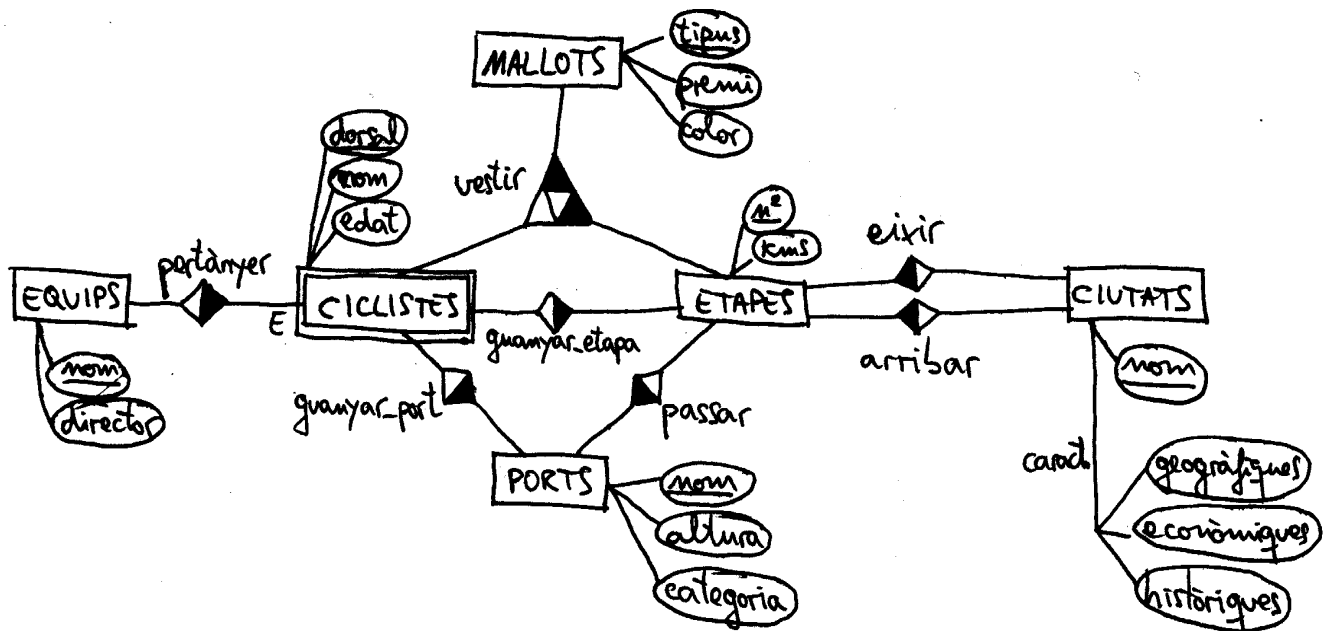 MALLOTS
tipus
premi
color
dorsal
nom
edat
vestir
nº
kms
eixir
pertànyer
EQUIPS
E
CICLISTES
ETAPES
CIUTATS
guanyar_etapa
arribar
nom
director
nom
guanyar_port
passar
PORTS
nom
altura
categoria
caract.
geogràfiques
econòmiques
històriques